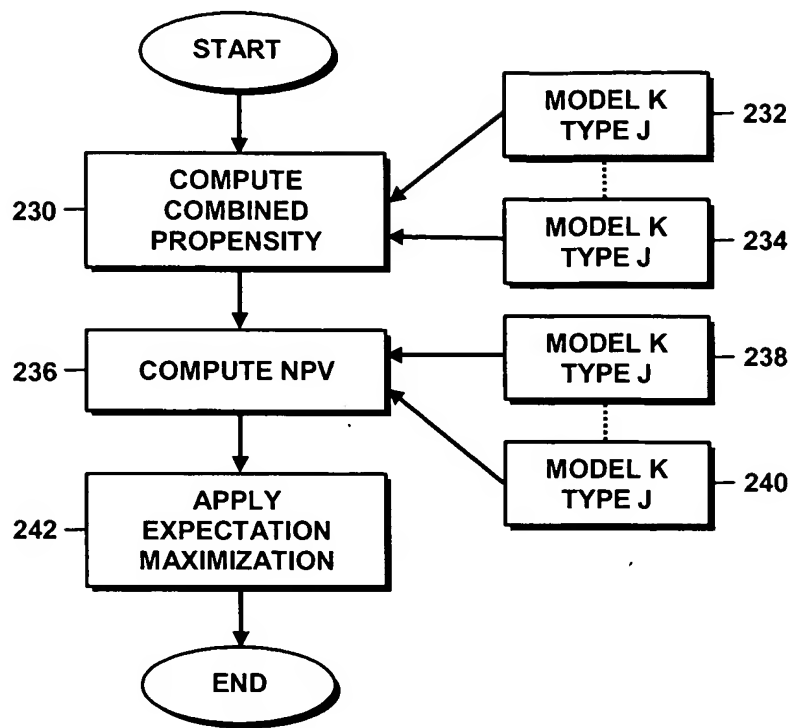 START
MODEL K
TYPE J
232
COMPUTE
COMBINED
PROPENSITY
230
MODEL K
TYPE J
234
236
COMPUTE NPV
MODEL K
TYPE J
238
MODEL K
TYPE J
240
242
APPLY
EXPECTATION
MAXIMIZATION
END